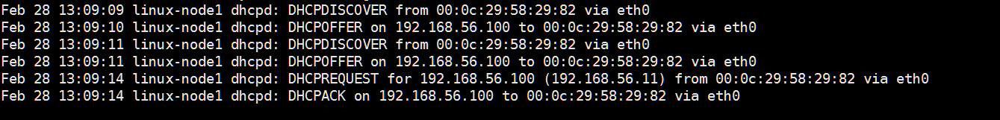 Feb 28 13:09:09 linux-node1 dhcpd: DHCPDISCOVER from 00:0c:29:58:29:82 via eth0
Feb 28 13:09:10 linux-node1 dhcpd: DHCPOFFER on 192.168.56.100 to 00:0c:29:58:29:82 via eth0
Feb 28 13:09:11 linux-node1 dhcpd: DHCPDISCOVER from 00:0c:29:58:29:82 via eth0
Feb 28 13:09:11 linux-node1 dhcpd: DHCPOFFER on 192.168.56.100 to 00:0c:29:58:29:82 via eth0
Feb 28 13:09:14 linux-node1 dhcpd: DHCPREQUEST for 192.168.56.100 (192.168.56.11) from 00:0c:29:58:29:82 via eth0
Feb 28 13:09:14 linux-node1 dhcpd: DHCPACK on 192.168.56.100 to 00:0c:29:58:29:82 via eth0